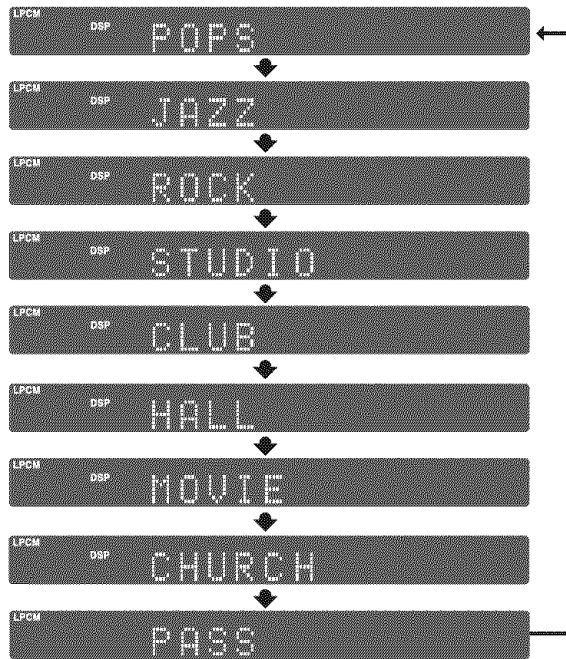 LPCM
DSP POPS
LPCM
DSP JAZZ
LPCM
DSP ROCK
LPCM
DSP STUDIO
LPCM
DSP CLUB
LPCM
DSP HALL
LPCM
DSP MOVIE
LPCM
DSP CHURCH
LPCM
PASS